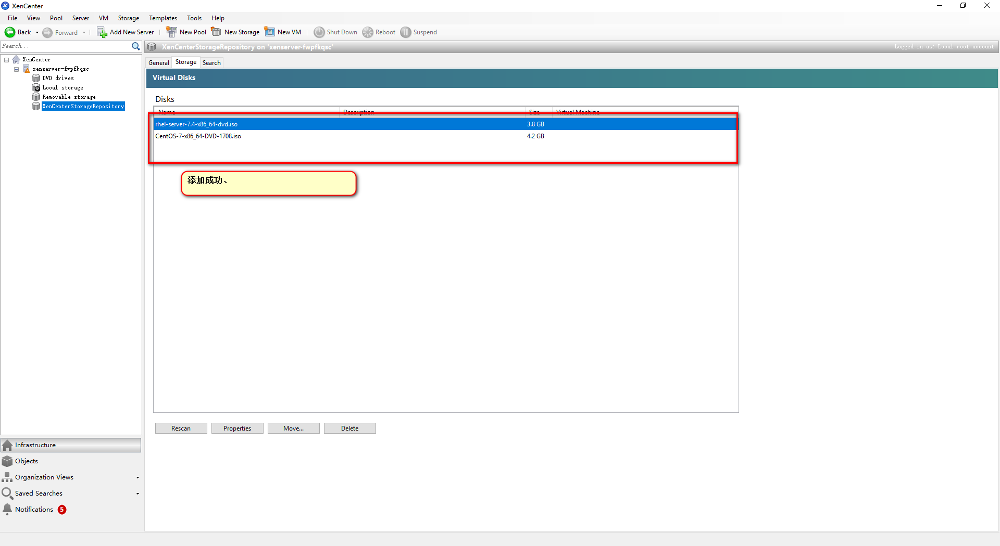 XenCenter
File View Pool Server VM Storage Templates Tools Help
Back Forward Add New Server New Pool New Storage New VM Shut Down Reboot Suspend
Search...
XenCenterStorageRepository on 'xenserver-fwpfkqsc'
Logged in as: Local root account
XenCenter
xenserver-fwpfkqsc
DVD drives
Local storage
Removable storage
XenCenterStorageRepository
General Storage Search
Virtual Disks
Disks
Name Description Size Virtual Machine
rhel-server-7.4-x86_64-dvd.iso 3.8 GB
CentOS-7-x86_64-DVD-1708.iso 4.2 GB
添加成功、
Rescan Properties Move... Delete
Infrastructure
Objects
Organization Views
Saved Searches
Notifications 5